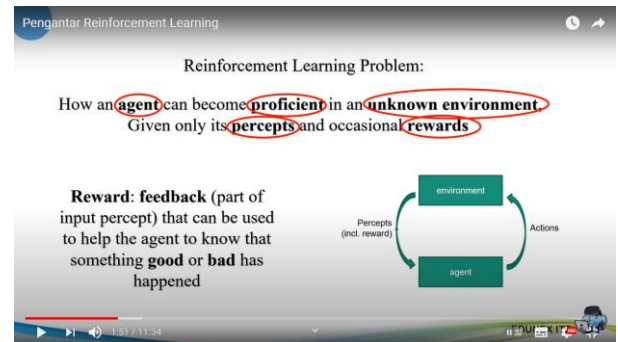 Pengantar Reinforcement Learning
Reinforcement Learning Problem:
How an agent can become proficient in an unknown environment,
Given only its percepts and occasional rewards
Reward: feedback (part of
input percept) that can be used
to help the agent to know that
something good or bad has
happened
environment
Percepts
(incl. reward)
Actions
agent
1:51 / 11:34